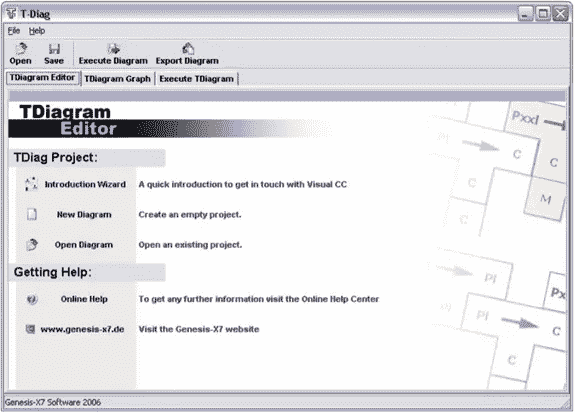 T-Diag
File Help
Open Save Execute Diagram Export Diagram
TDiagram Editor TDiagram Graph Execute TDiagram
TDiagram
Editor
TDiag Project:
Introduction Wizard A quick introduction to get in touch with Visual CC
New Diagram Create an empty project.
Open Diagram Open an existing project.
Getting Help:
Online Help To get any further information visit the Online Help Center
www.genesis-x7.de Visit the Genesis-X7 website
Pxxl
PI C C
C M
C
PI Px
PI C
C
Genesis-X7 Software 2006